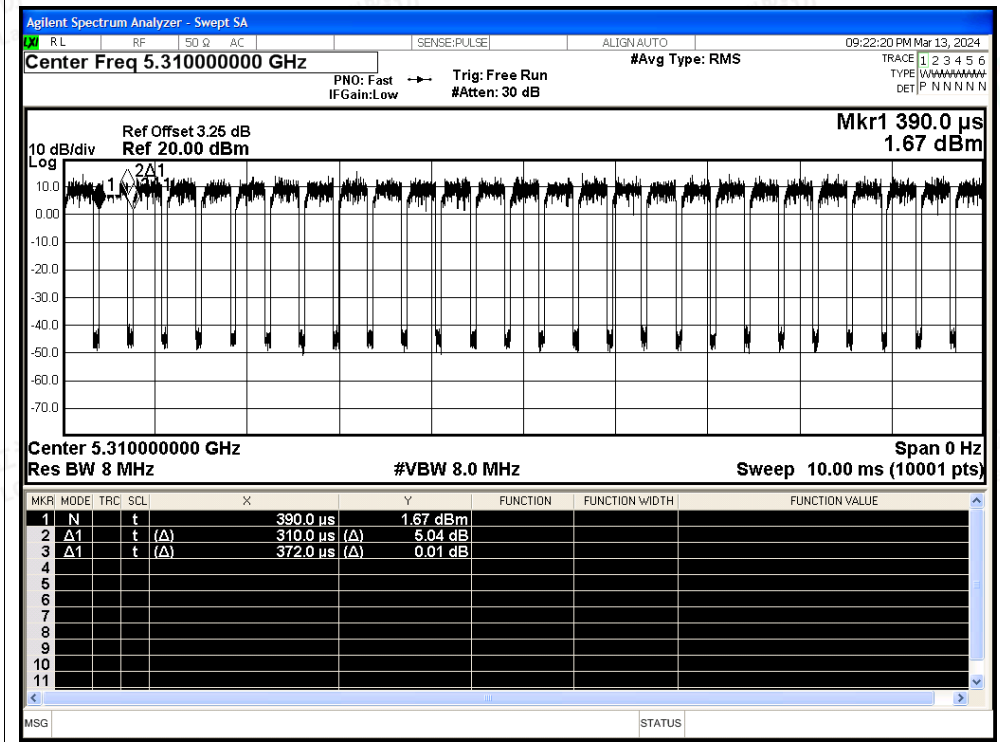 Agilent Spectrum Analyzer - Swept SA
LXI RL RF 50 Ω AC SENSE:PULSE ALIGN AUTO 09:22:20 PM Mar 13, 2024
Center Freq 5.310000000 GHz #Avg Type: RMS TRACE 1 2 3 4 5 6
PNO: Fast Trig: Free Run TYPE
IFGain:Low #Atten: 30 dB DET P N N N N N
Mkr1 390.0 µs
Ref Offset 3.25 dB
10 dB/div Ref 20.00 dBm 1.67 dBm
Log
2Δ1
10.0 1
0.00
-10.0
-20.0
-30.0
-40.0
-50.0
-60.0
-70.0
Center 5.310000000 GHz Span 0 Hz
Res BW 8 MHz #VBW 8.0 MHz Sweep 10.00 ms (10001 pts)
MKR MODE TRC SCL X Y FUNCTION FUNCTION WIDTH FUNCTION VALUE
1 N t 390.0 µs 1.67 dBm
2 Δ1 t (Δ) 310.0 µs (Δ) 5.04 dB
3 Δ1 t (Δ) 372.0 µs (Δ) 0.01 dB
4
5
6
7
8
9
10
11
MSG STATUS